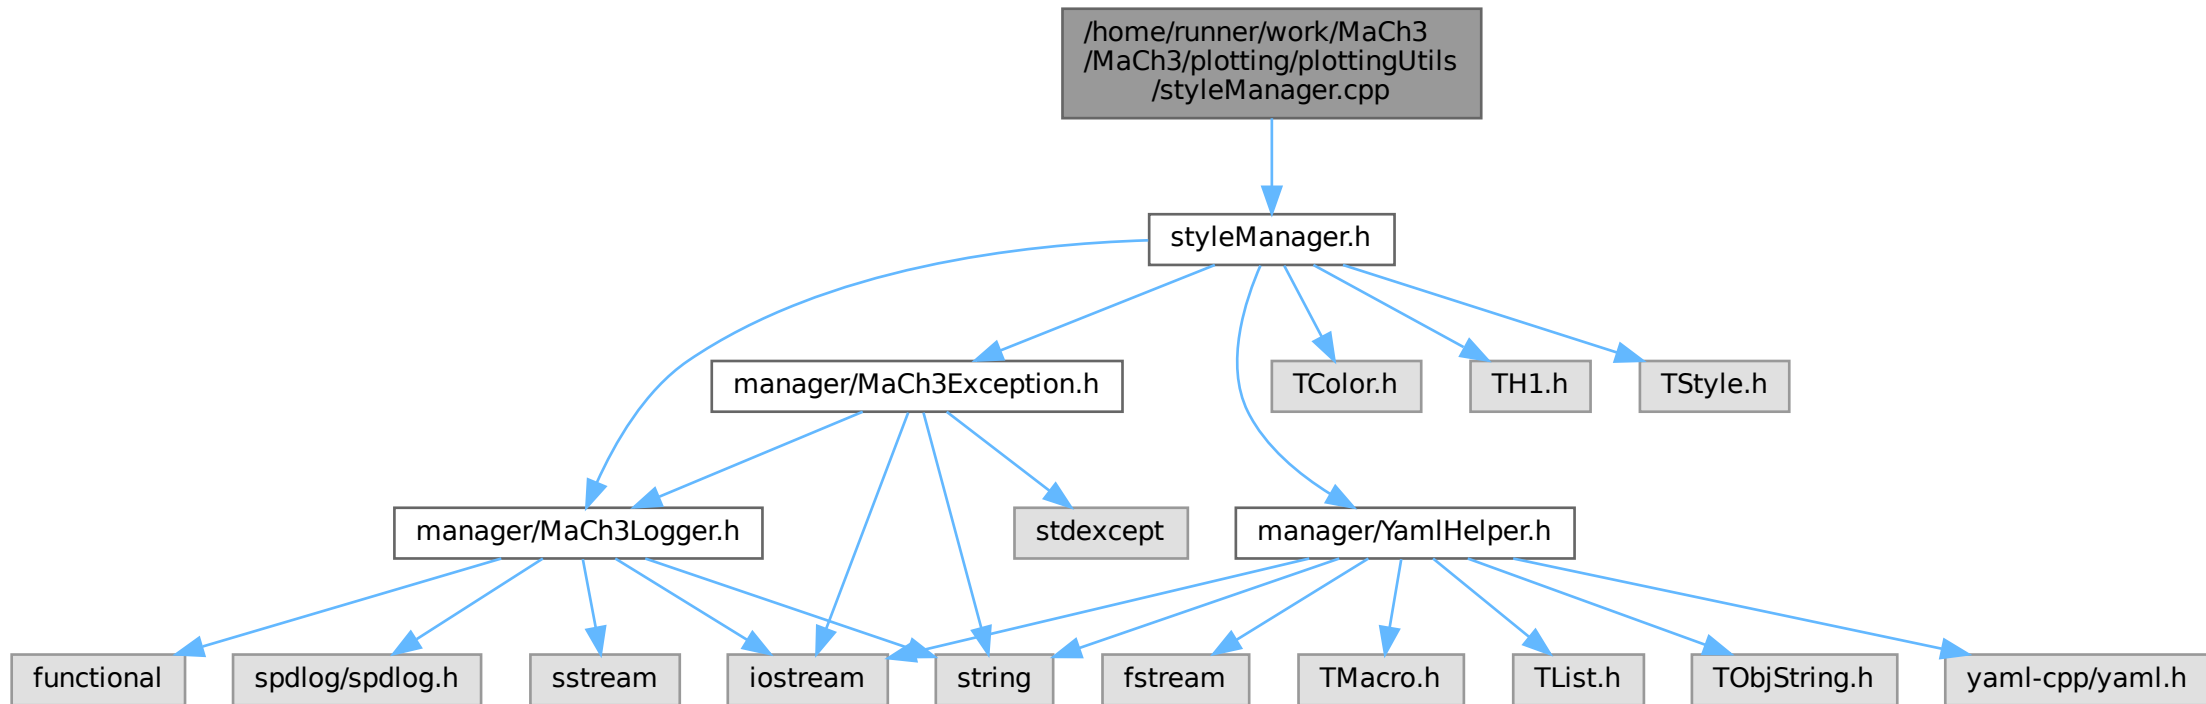 /home/runner/work/MaCh3
/MaCh3/plotting/plottingUtils
/styleManager.cpp
styleManager.h
manager/MaCh3Exception.h
TColor.h
TH1.h
TStyle.h
manager/MaCh3Logger.h
stdexcept
manager/YamlHelper.h
functional
spdlog/spdlog.h
sstream
iostream
string
fstream
TMacro.h
TList.h
TObjString.h
yaml-cpp/yaml.h